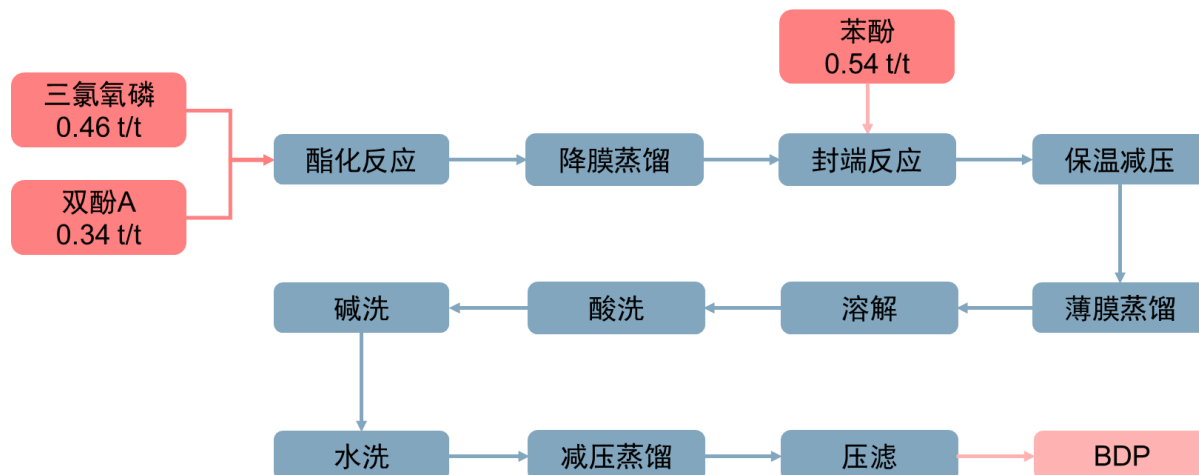 苯酚
0.54 t/t
三氯氧磷
0.46 t/t
双酚A
0.34 t/t
酯化反应
降膜蒸馏
封端反应
保温减压
薄膜蒸馏
溶解
酸洗
碱洗
水洗
减压蒸馏
压滤
BDP